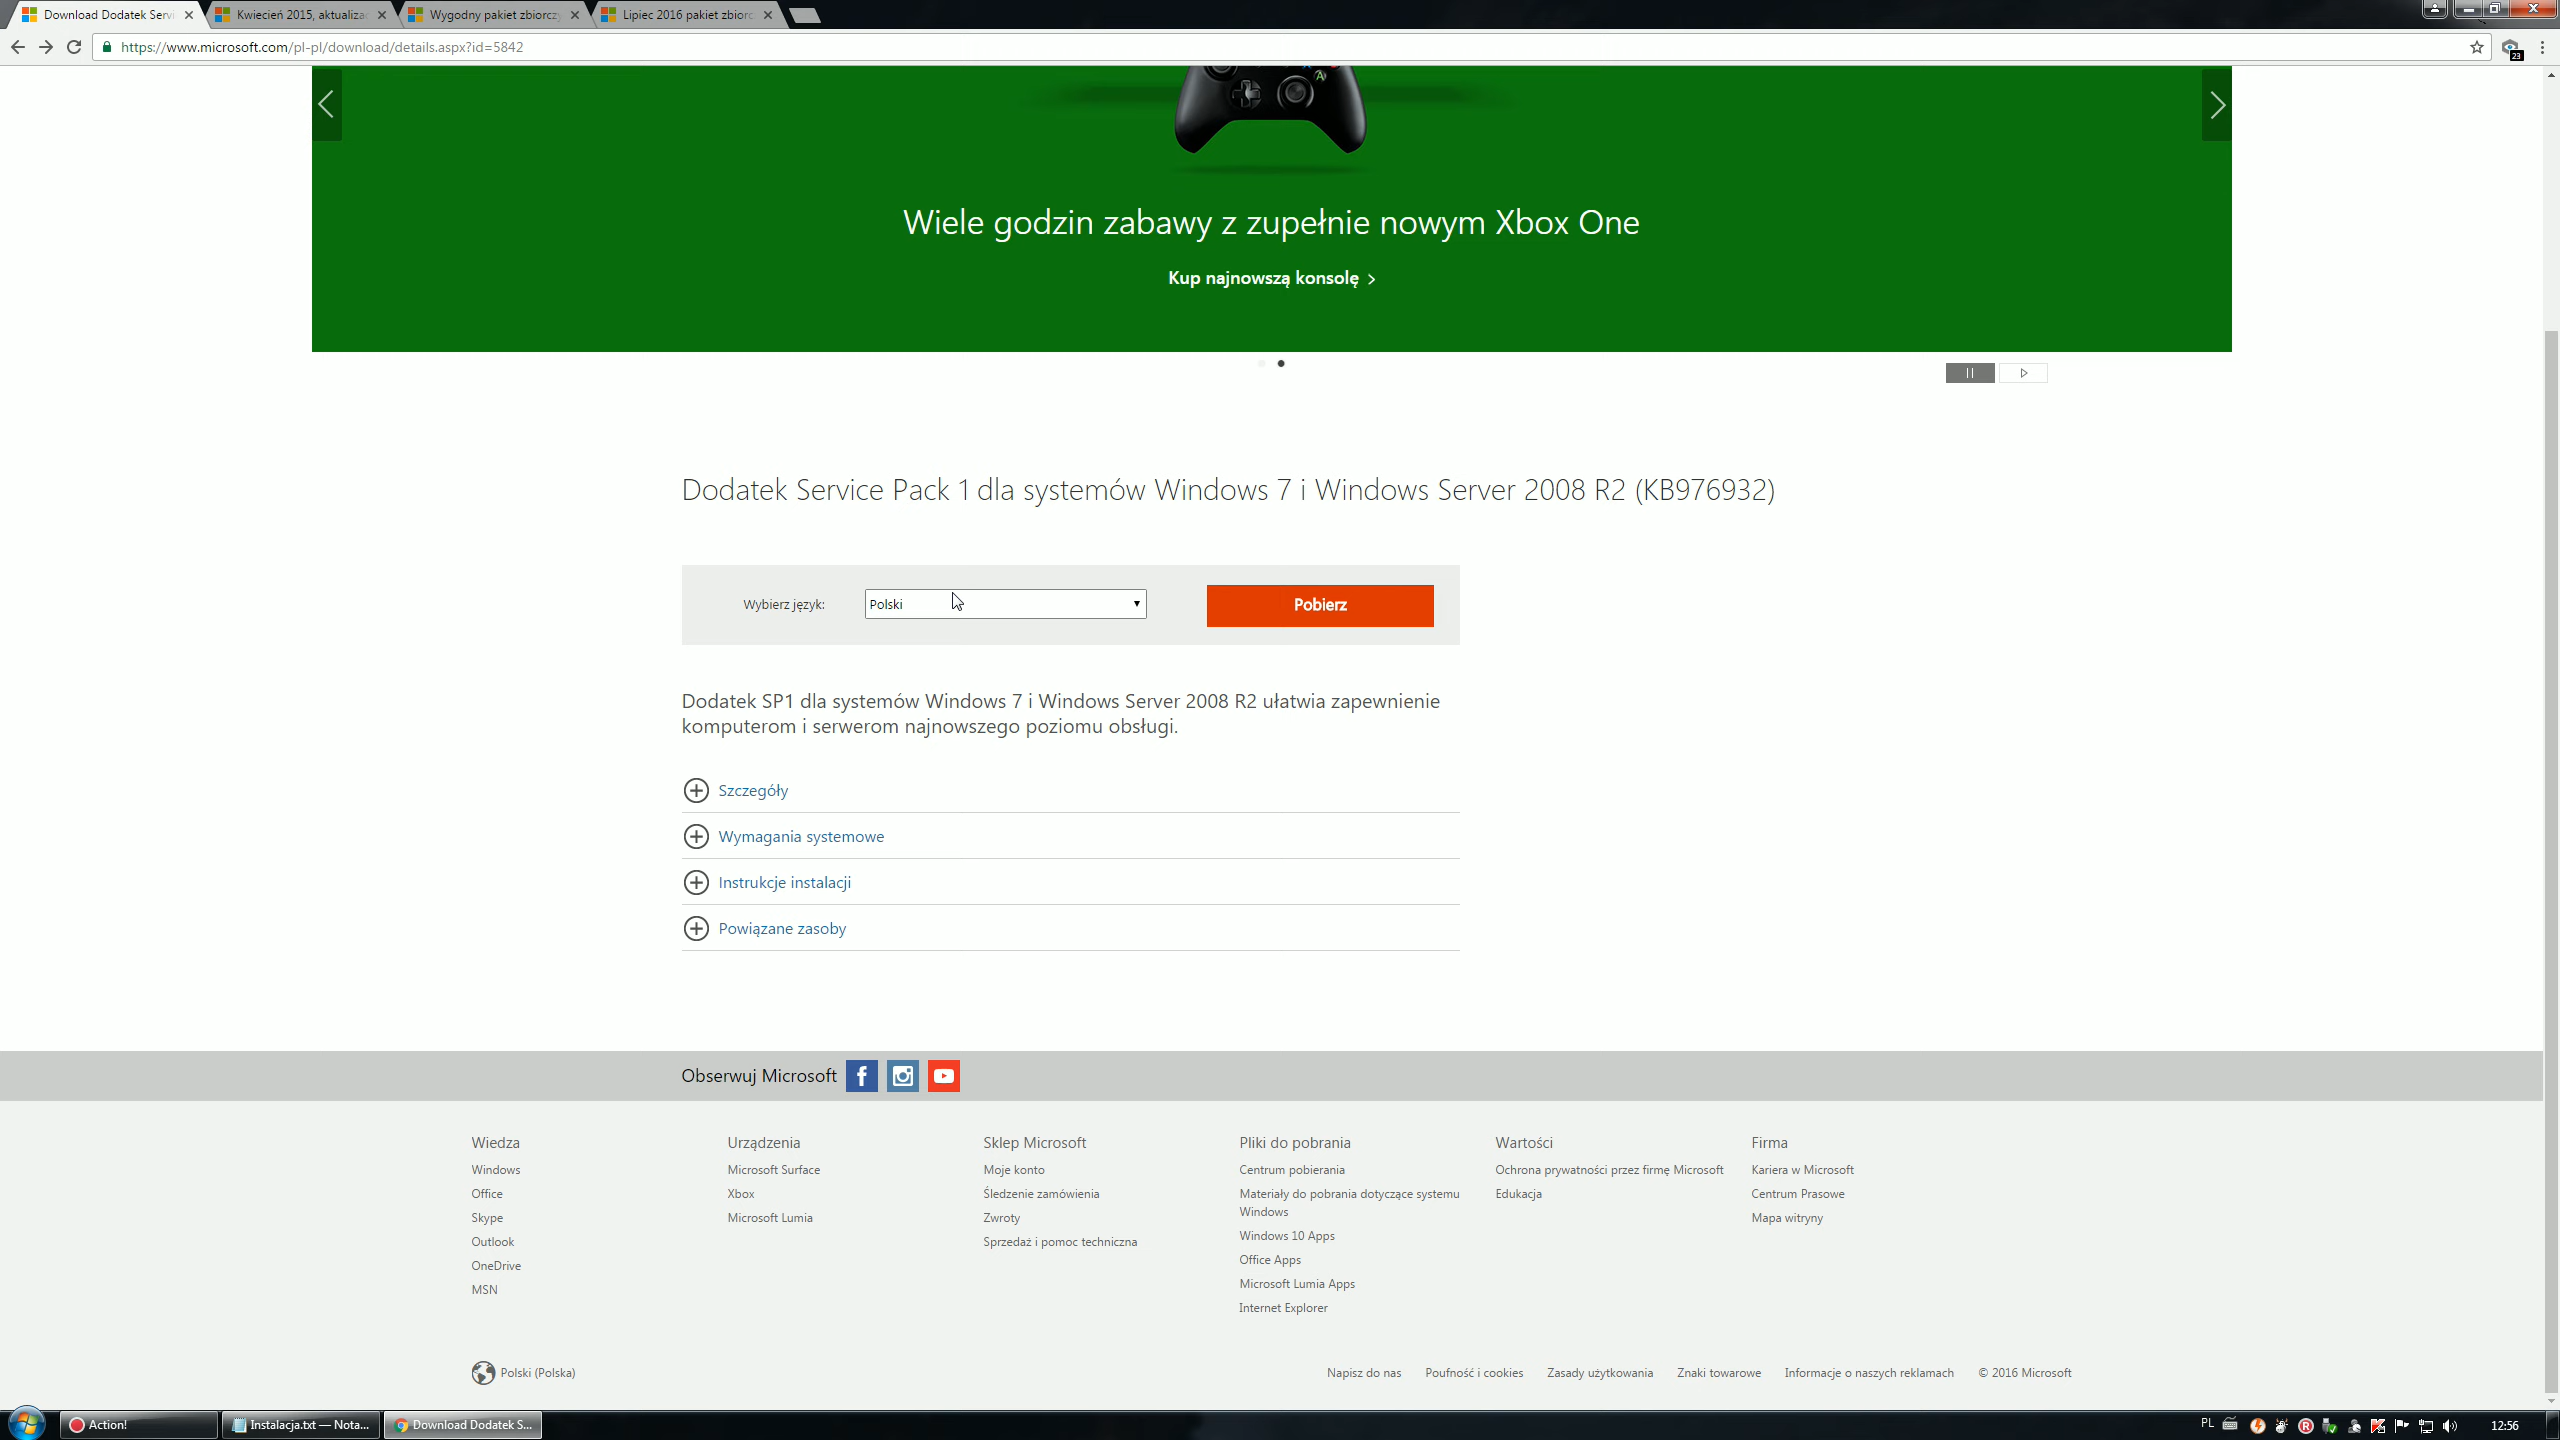 Download Dodatek Servi
Kwiecień 2015, aktualizac
Wygodny pakiet zbiorczy
Lipiec 2016 pakiet zbiorc
https://www.microsoft.com/pl-pl/download/details.aspx?id=5842
23
Wiele godzin zabawy z zupełnie nowym Xbox One
Kup najnowszą konsolę >
Dodatek Service Pack 1 dla systemów Windows 7 i Windows Server 2008 R2 (KB976932)
Wybierz język:
Polski
Pobierz
Dodatek SP1 dla systemów Windows 7 i Windows Server 2008 R2 ułatwia zapewnienie
komputerom i serwerom najnowszego poziomu obsługi.
Szczegóły
Wymagania systemowe
Instrukcje instalacji
Powiązane zasoby
Obserwuj Microsoft
Wiedza
Windows
Office
Skype
Outlook
OneDrive
MSN
Urządzenia
Microsoft Surface
Xbox
Microsoft Lumia
Sklep Microsoft
Moje konto
Śledzenie zamówienia
Zwroty
Sprzedaż i pomoc techniczna
Pliki do pobrania
Centrum pobierania
Materiały do pobrania dotyczące systemu
Windows
Windows 10 Apps
Office Apps
Microsoft Lumia Apps
Internet Explorer
Wartości
Ochrona prywatności przez firmę Microsoft
Edukacja
Firma
Kariera w Microsoft
Centrum Prasowe
Mapa witryny
Polski (Polska)
Napisz do nas
Poufność i cookies
Zasady użytkowania
Znaki towarowe
Informacje o naszych reklamach
© 2016 Microsoft
Action!
Instalacja.txt — Nota...
Download Dodatek S...
PL
12:56